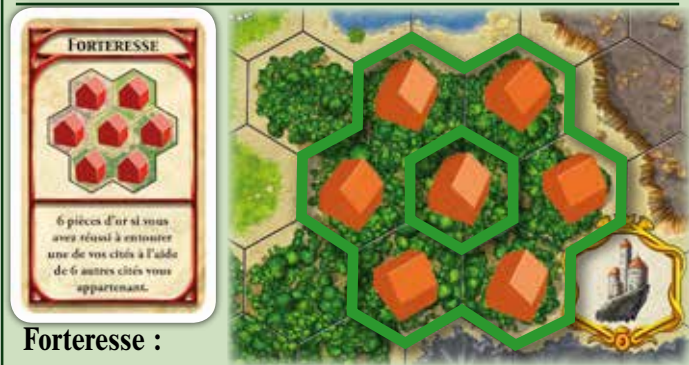 FORTERESSE
6 pièces d'or si vous
avez réussi à entourer
une de vos cités à l'aide
de 6 autres cités vous
appartenant.
Forteresse :